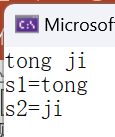 Microsof
tong ji
s1=tong
s2=ji